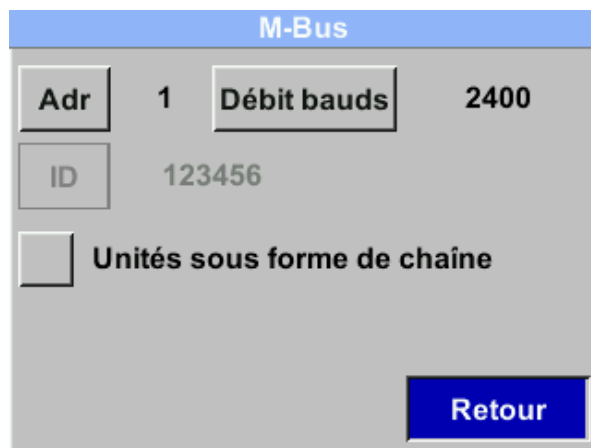 M-Bus
Adr 1 Débit bauds 2400
ID 123456
Unités sous forme de chaîne
Retour